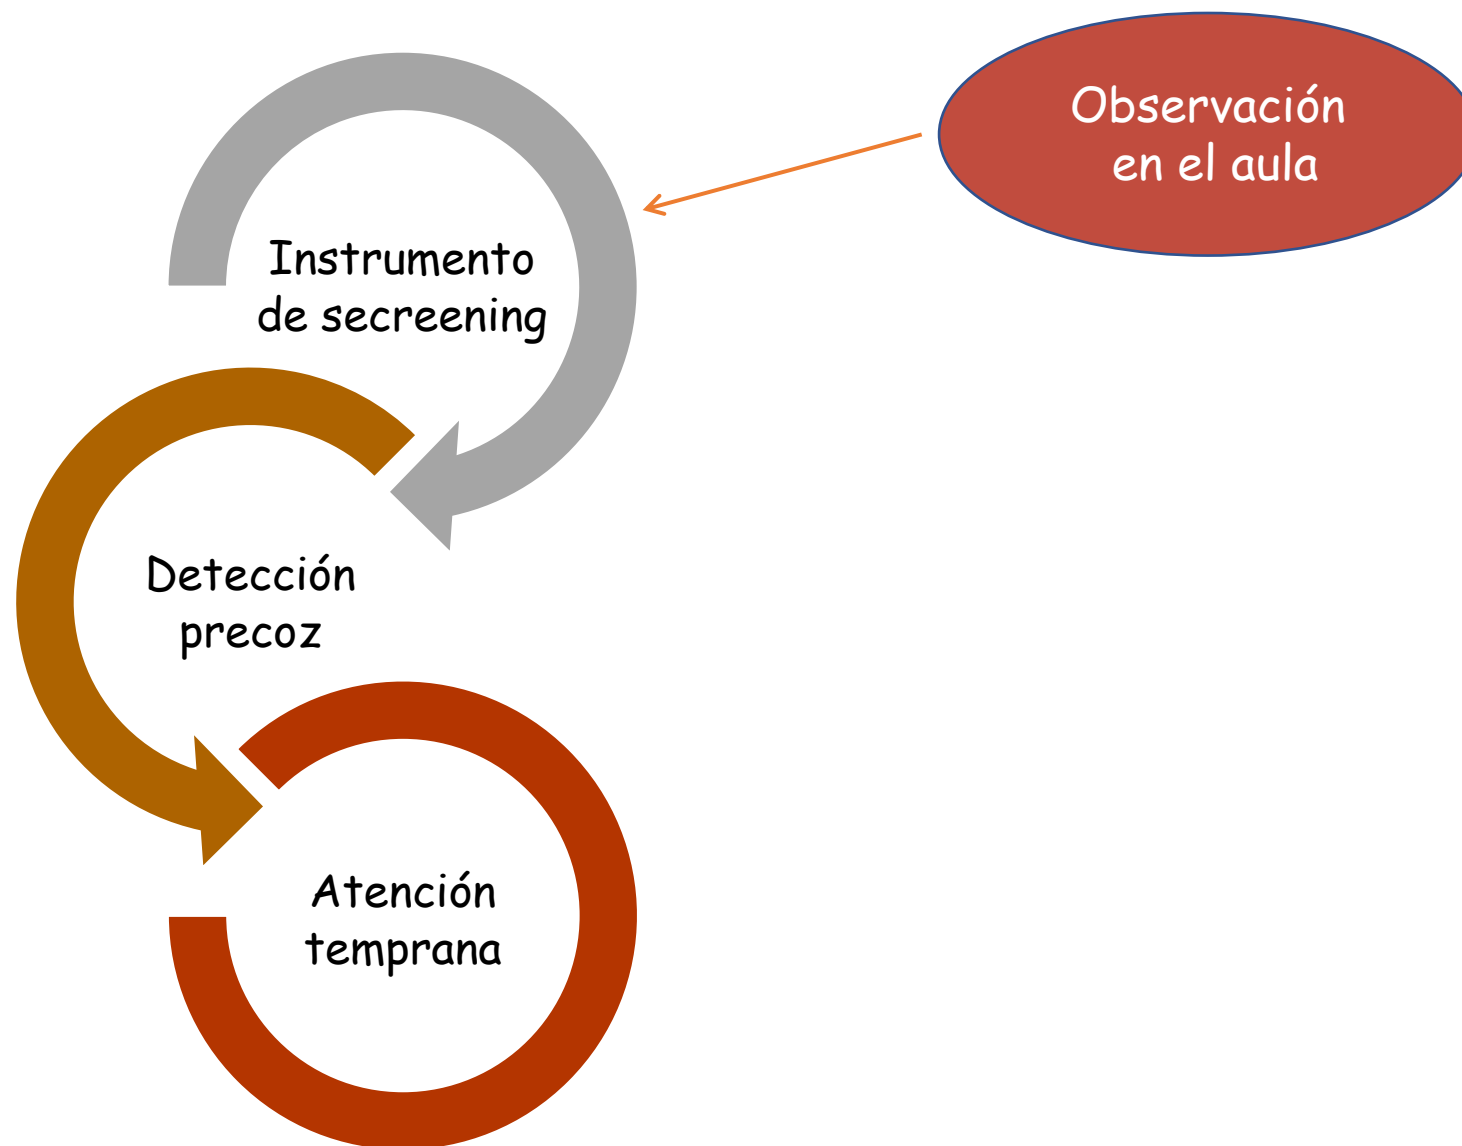 Observación
en el aula
Instrumento
de secreening
Detección
precoz
Atención
temprana